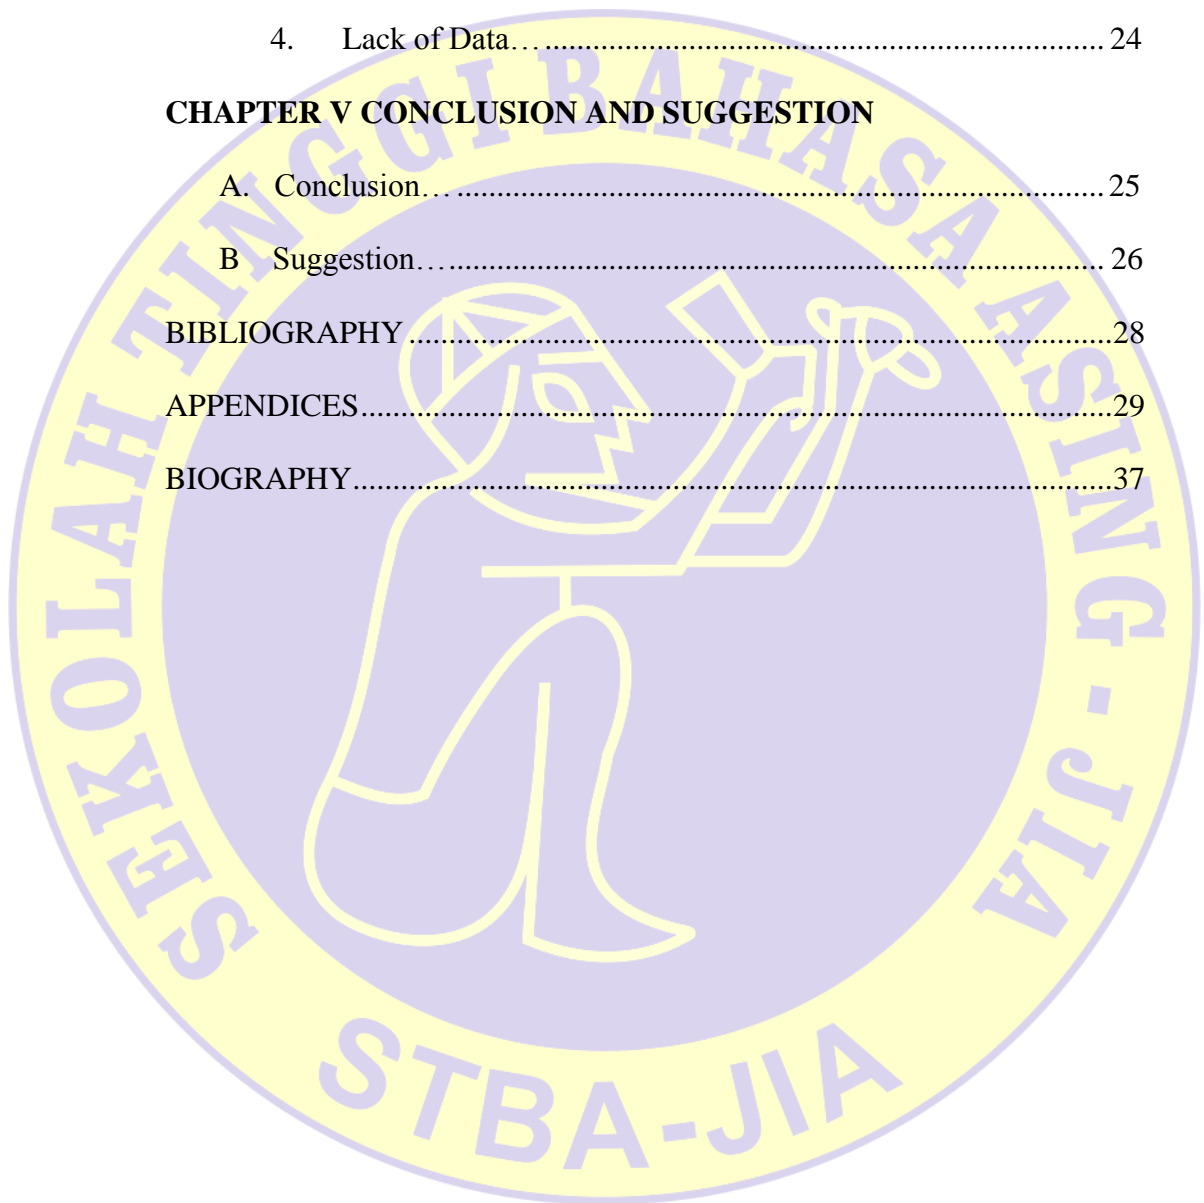 4. Lack of Data… ........................................................................ 24
CHAPTER V CONCLUSION AND SUGGESTION
A. Conclusion… ................................................................................... 25
B Suggestion… .................................................................................... 26
BIBLIOGRAPHY .........................................................................................28
APPENDICES ...............................................................................................29
BIOGRAPHY ................................................................................................37
SEKOLAH TINGGI BAHASA ASING - JIA
STBA-JIA